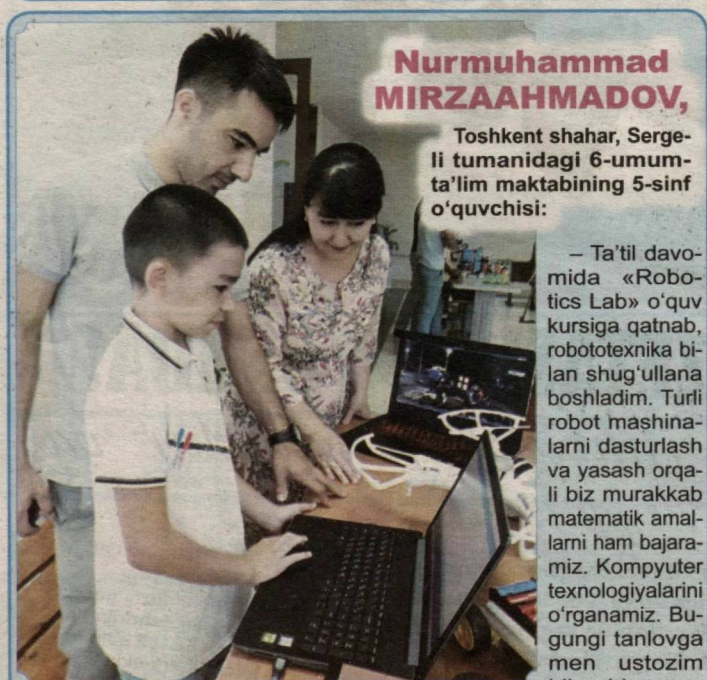 Nurmuhammad
MIRZAAHMADOV,
Toshkent shahar, Serge-
li tumanidagi 6-umum-
ta'lim maktabining 5-sinf
o‘quvchisi:
– Ta'til davo-
mida «Robo-
tics Lab» o‘quv
kursiga qatnab,
robototexnika bi-
lan shug‘ullana
boshladim. Turli
robot mashina-
larni dasturlash
va yasash orqa-
li biz murakkab
matematik amal-
larni ham bajara-
miz. Kompyuter
texnologiyalarini
o‘rganamiz. Bu-
gungi tanlovga
men ustozim